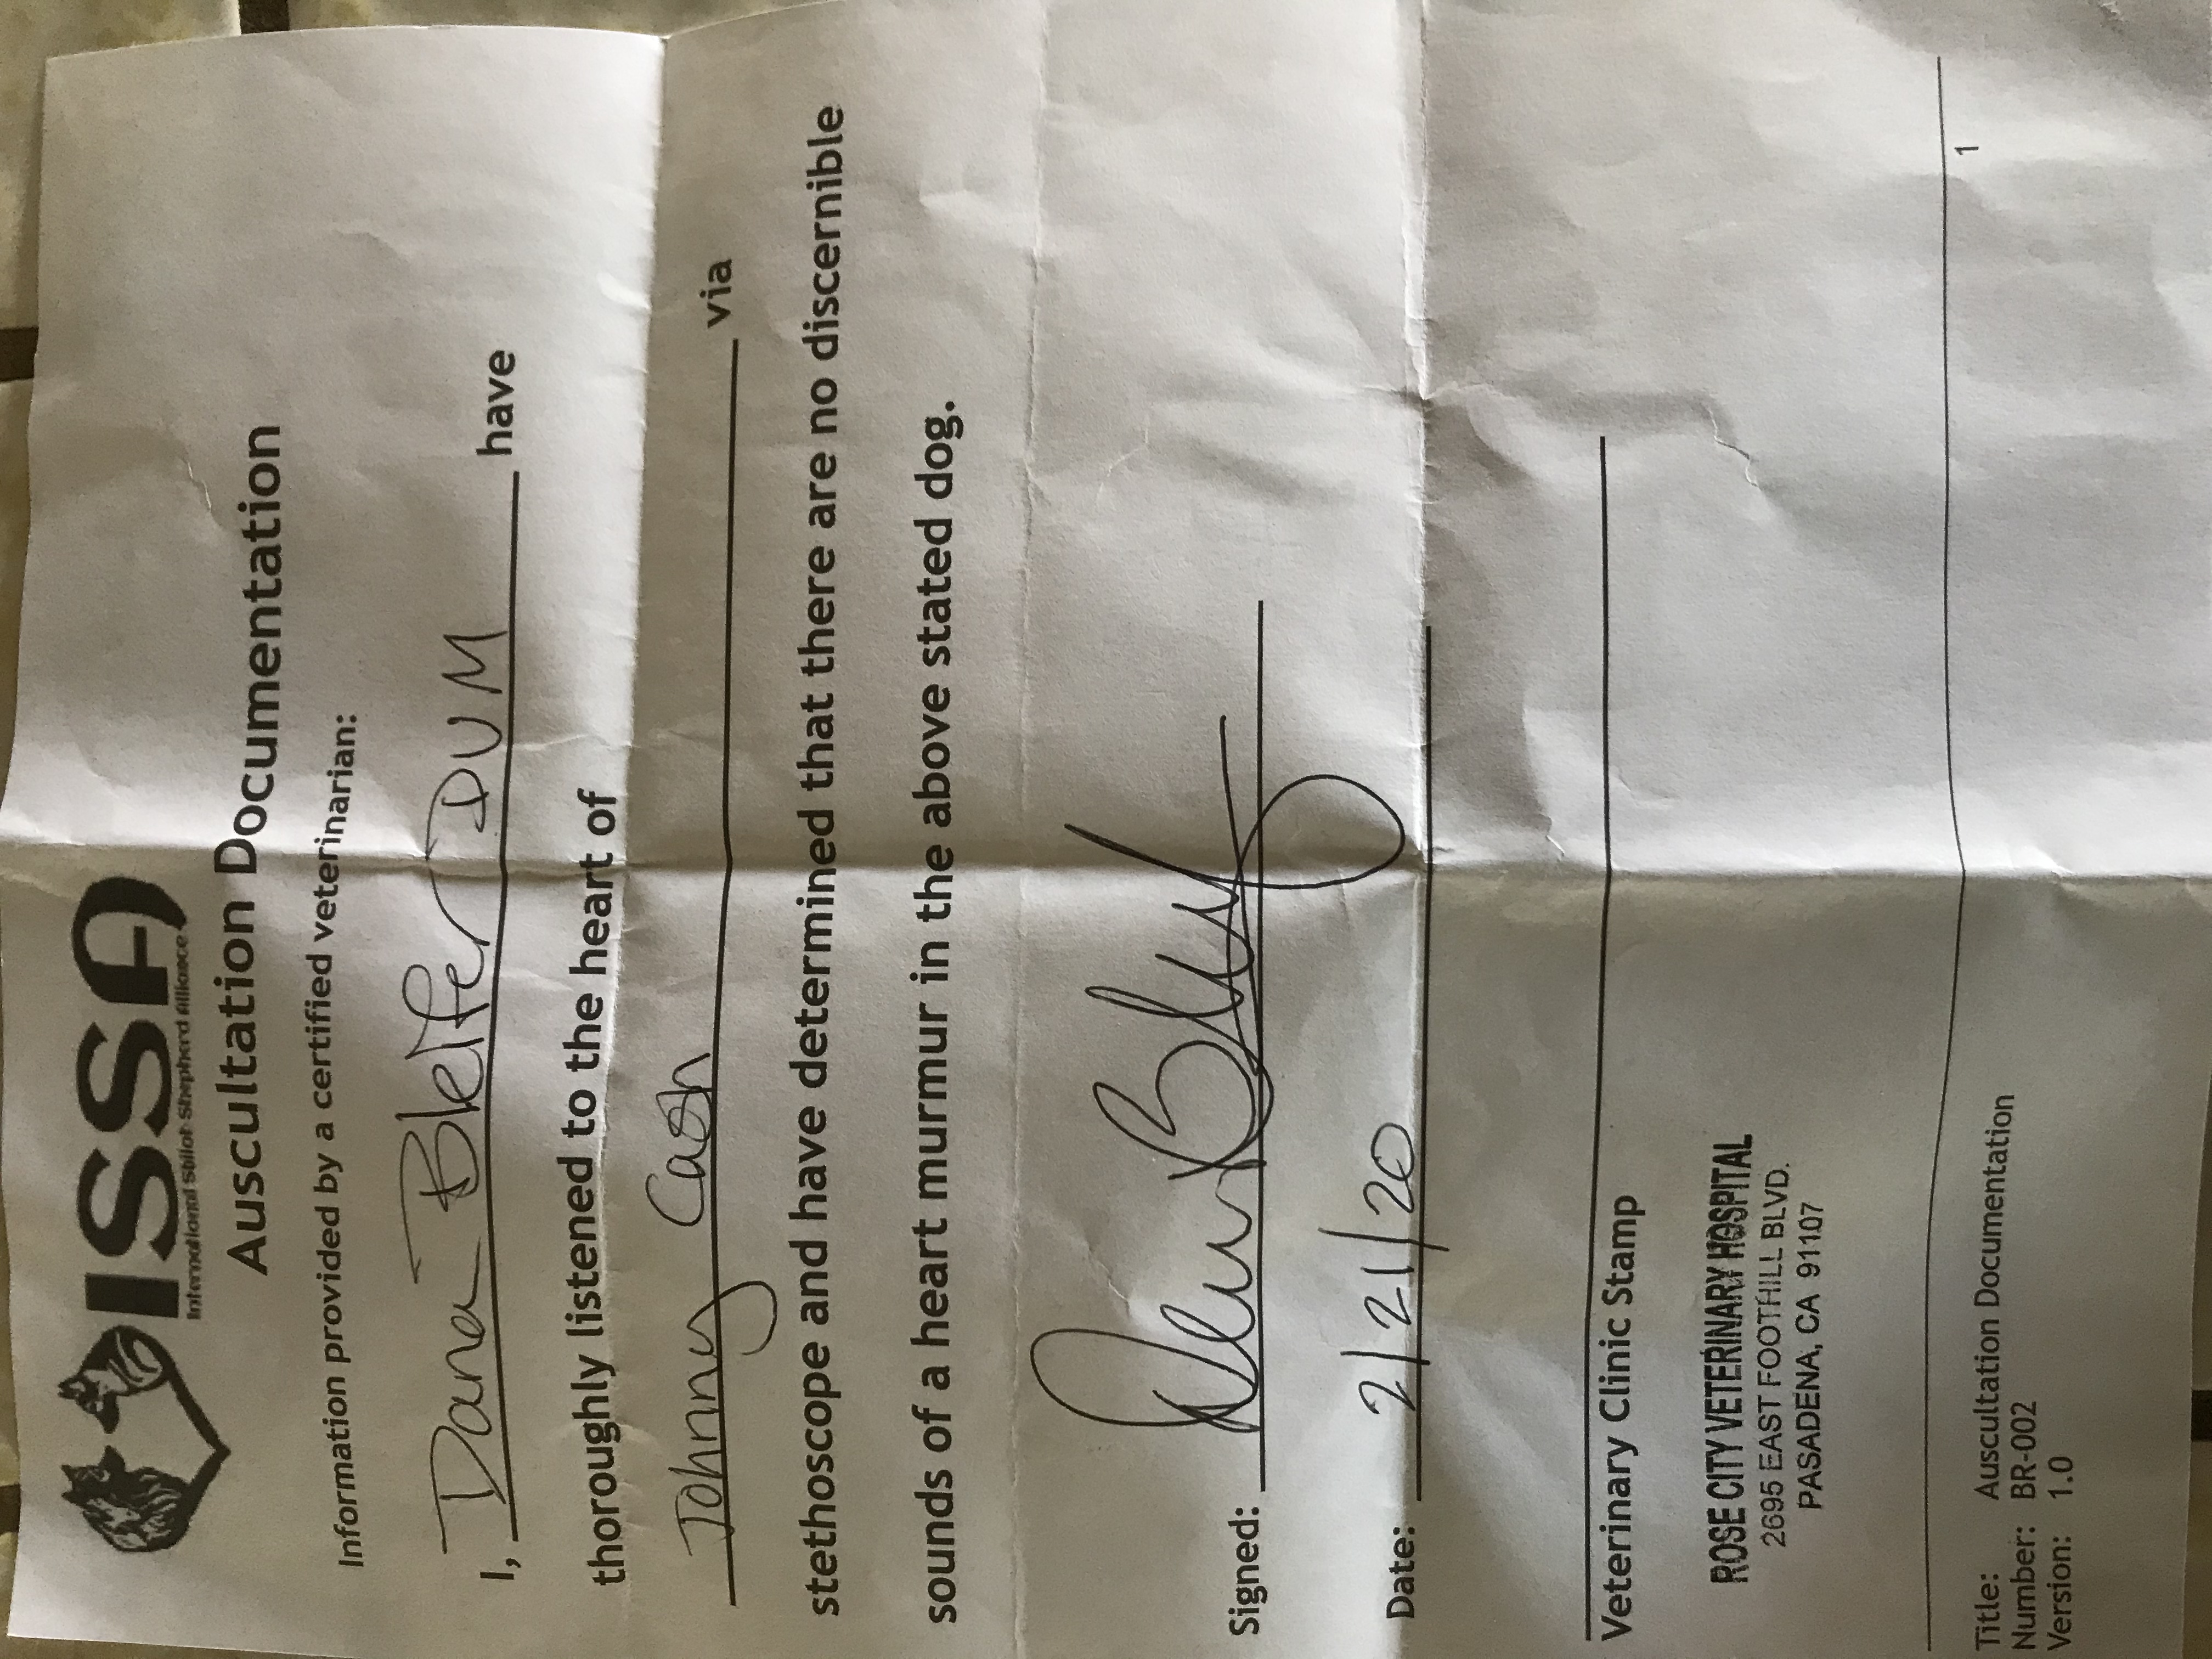 ISSA
International Shiloh Shepherd Alliance
Auscultation Documentation
Information provided by a certified veterinarian:
I, Dana Bleifer DVM have
thoroughly listened to the heart of
Johnny Cash via
stethoscope and have determined that there are no discernible
sounds of a heart murmur in the above stated dog.
Signed:
Date: 2/21/20
Veterinary Clinic Stamp
ROSE CITY VETERINARY HOSPITAL
2695 EAST FOOTHILL BLVD.
PASADENA, CA 91107
Title: Auscultation Documentation 1
Number: BR-002
Version: 1.0